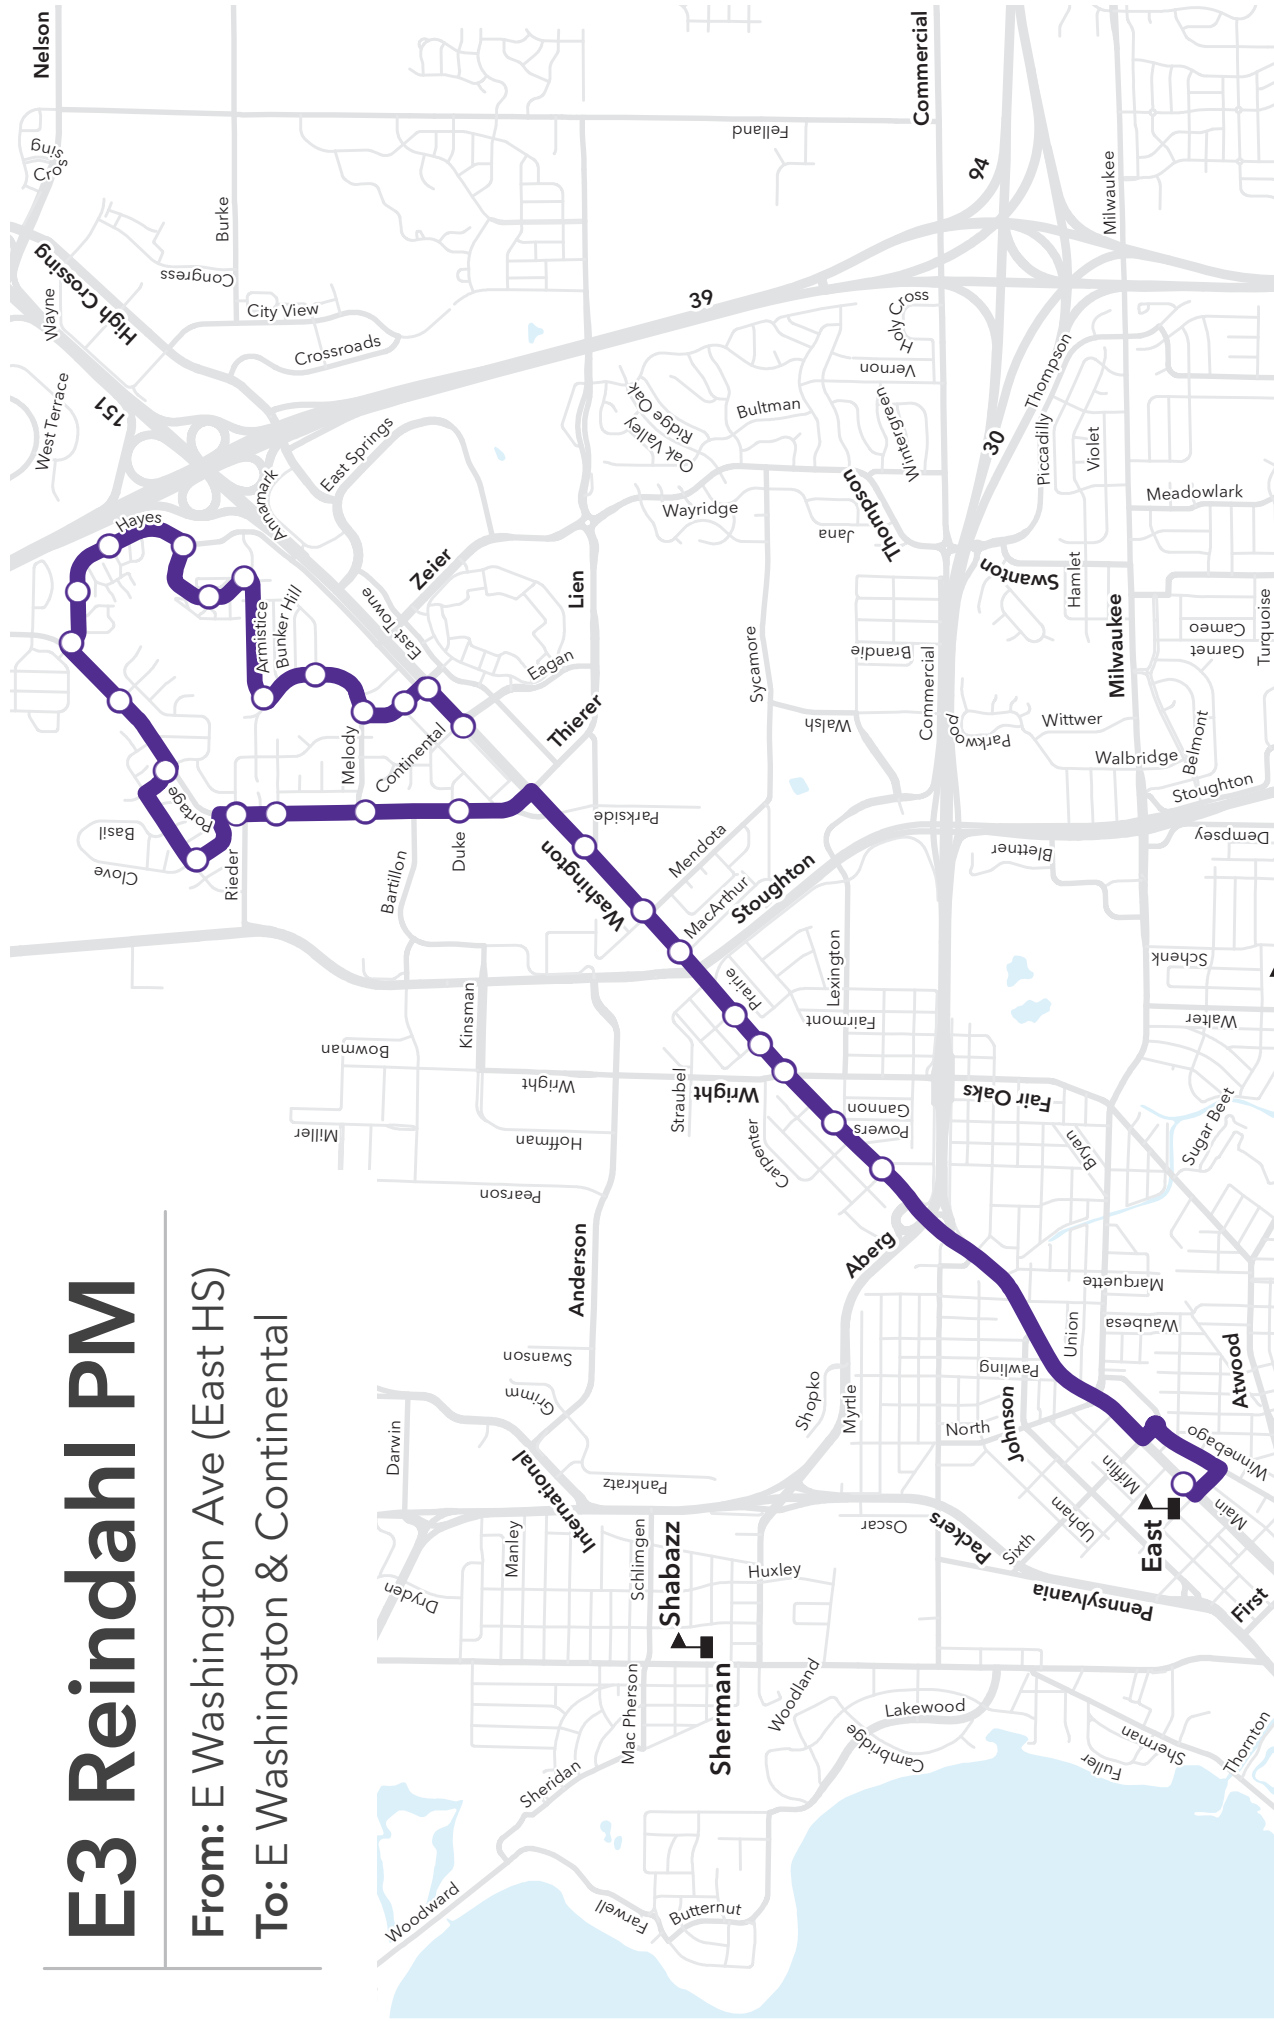 E3 Reindahl PM
From: E Washington Ave (East HS)
To: E Washington & Continental
Nelson
Crossing
Burke
Congress
High Crossing
Wayne
City View
Crossroads
West Terrace
151
Felland
Commercial
94
Milwaukee
39
Holy Cross
Vernon
Thompson
Ridge Oak
Oak Valley
Bultman
Wintergreen
30
Piccadilly
Violet
Meadowlark
East Springs
Annamark
Hayes
Wayridge
Jana
Thompson
Swanton
Hamlet
Zeier
Lien
East Towne
Armistice
Bunker Hill
Eagan
Sycamore
Brandie
Commercial
Milwaukee
Cameo
Garnet
Turquoise
Thierer
Walsh
Parkwood
Wittwer
Walbridge
Belmont
Stoughton
Melody
Continental
Portage
Basil
Clove
Rieder
Bartillon
Duke
Parkside
Washington
Mendota
MacArthur
Stoughton
Blettner
Dempsey
Schenk
Walter
Prairie
Lexington
Fairmont
Kinsman
Bowman
Wright
Straubel
Wright
Gannon
Powers
Fair Oaks
Miller
Hoffman
Carpenter
Bryan
Sugar Beet
Pearson
Anderson
Aberg
Marquette
Union
Waubesa
Atwood
Swanson
Grimm
Shopko
Myrtle
Pawling
Johnson
North
Darwin
International
Pankratz
Mifflin
Winnebago
Main
Upham
East
Oscar
Packers
Sixth
Manley
Schlimgen
Shabazz
Huxley
Dryden
Pennsylvania
First
Sherman
Mac Pherson
Woodland
Lakewood
Cambridge
Sherman
Fuller
Thornton
Sheridan
Woodward
Farwell
Butternut